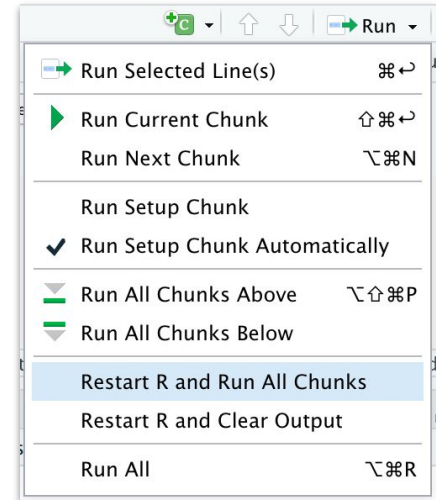 C Run
Run Selected Line(s) ⌘↩
Run Current Chunk ⇧⌘↩
Run Next Chunk ⌥⌘N
Run Setup Chunk
Run Setup Chunk Automatically
Run All Chunks Above ⌥⇧⌘P
Run All Chunks Below
Restart R and Run All Chunks
Restart R and Clear Output
Run All ⌥⌘R